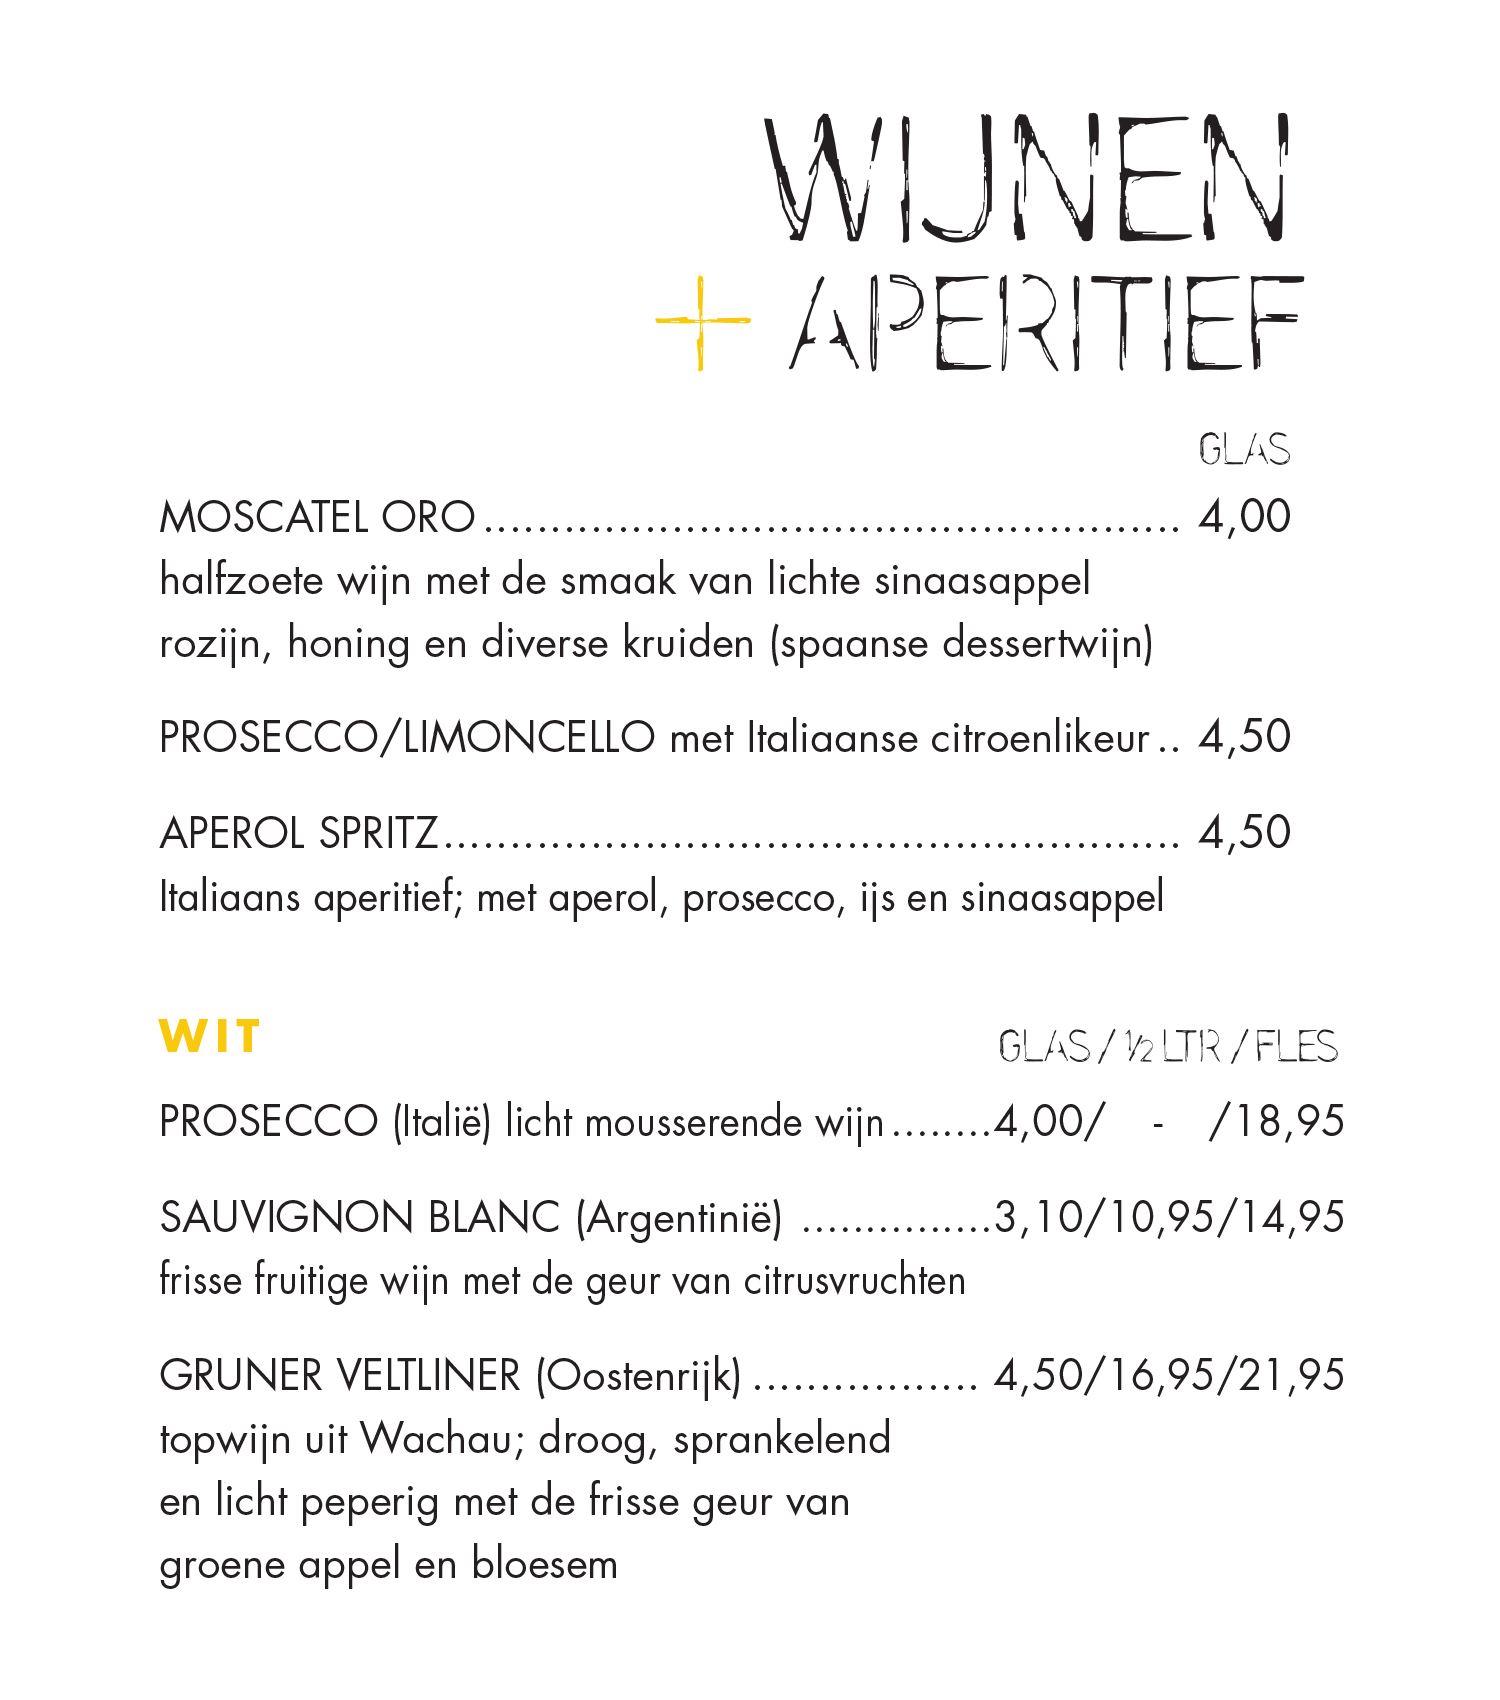 WIJNEN
+ APERITIEF
GLAS
MOSCATEL ORO .................................................... 4,00
halfzoete wijn met de smaak van lichte sinaasappel
rozijn, honing en diverse kruiden (spaanse dessertwijn)
PROSECCO/LIMONCELLO met Italiaanse citroenlikeur .. 4,50
APEROL SPRITZ....................................................... 4,50
Italiaans aperitief; met aperol, prosecco, ijs en sinaasappel
WIT
GLAS / ½ LTR / FLES
PROSECCO (Italië) licht mousserende wijn ........4,00/ - /18,95
SAUVIGNON BLANC (Argentinië) ...............3,10/10,95/14,95
frisse fruitige wijn met de geur van citrusvruchten
GRUNER VELTLINER (Oostenrijk) ................. 4,50/16,95/21,95
topwijn uit Wachau; droog, sprankelend
en licht peperig met de frisse geur van
groene appel en bloesem